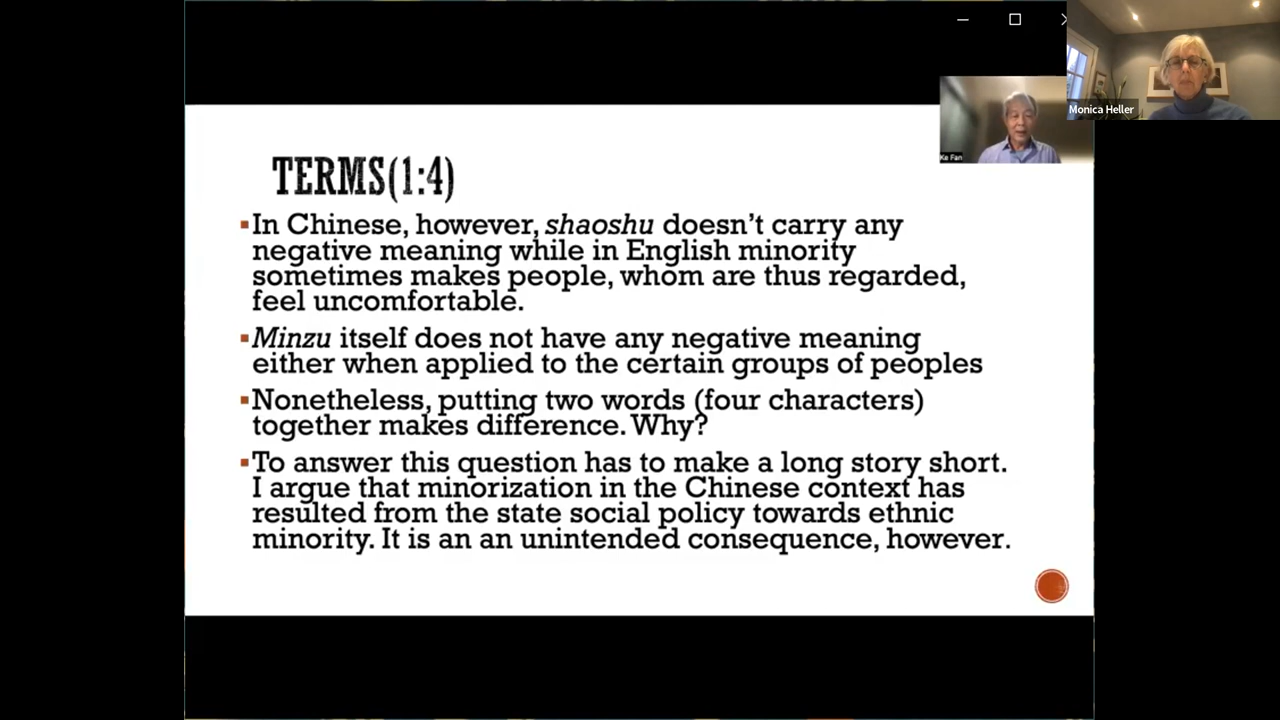 Monica Heller
Ke Fan
TERMS(1:4)
▪In Chinese, however, shaoshu doesn't carry any
negative meaning while in English minority
sometimes makes people, whom are thus regarded,
feel uncomfortable.
▪Minzu itself does not have any negative meaning
either when applied to the certain groups of peoples
▪Nonetheless, putting two words (four characters)
together makes difference. Why?
▪To answer this question has to make a long story short.
I argue that minorization in the Chinese context has
resulted from the state social policy towards ethnic
minority. It is an an unintended consequence, however.